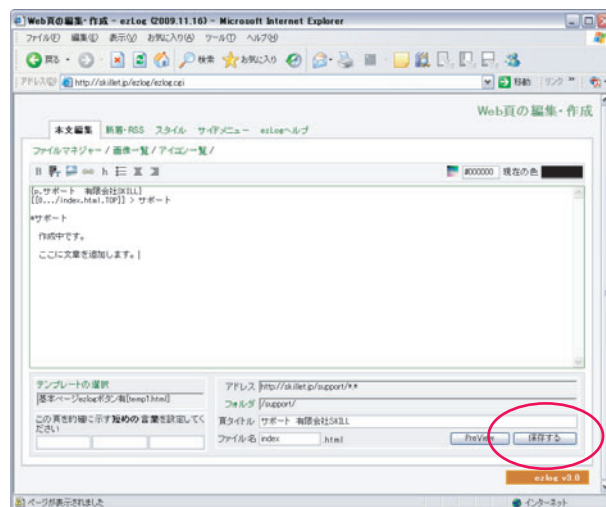 Web頁の編集・作成 - ezLog (2009.11.16) - Microsoft Internet Explorer
ファイル(F) 編集(E) 表示(V) お気に入り(A) ツール(T) ヘルプ(H)
戻る 検索 お気に入り
アドレス(D) http://skillet.jp/ezlog/ezlog.cgi 移動 リンク »
Web頁の編集・作成
本文編集 新着・RSS スタイル サイドメニュー ezLogヘルプ
ファイルマネジャー / 画像一覧 / アイコン一覧 /
B h #000000 現在の色
[p.サポート 有限会社SKILL]
[[0.../index.html,TOP]] > サポート
*サポート
作成中です。
ここに文章を追加します。
テンプレートの選択
基本ページezlogボタン有[temp1.html]
この頁を的確に示す短めの言葉を設定してください
アドレス http://skillet.jp/support/*.*
フォルダ /support/
頁タイトル サポート 有限会社SKILL
ファイル名 index .html PreView 保存する
ezlog v3.0
ページが表示されました インターネット